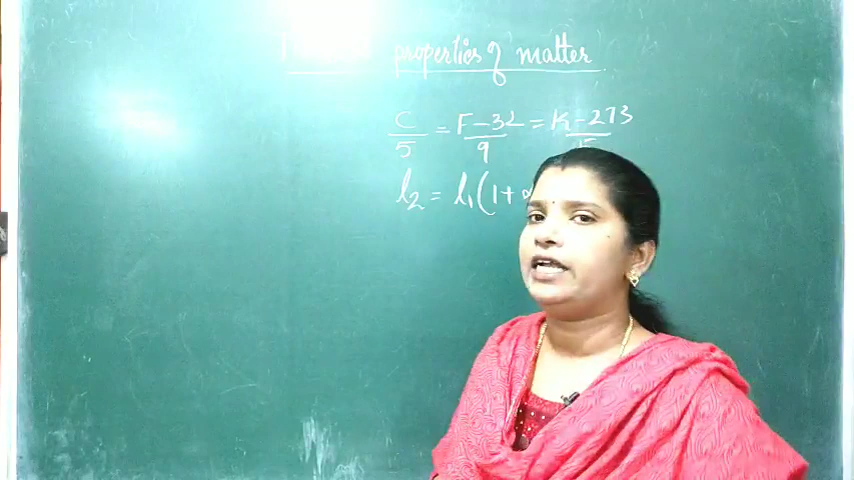 properties of matter
C/5 = F-32/9 = K-273/5
l₂ = l₁(1+α